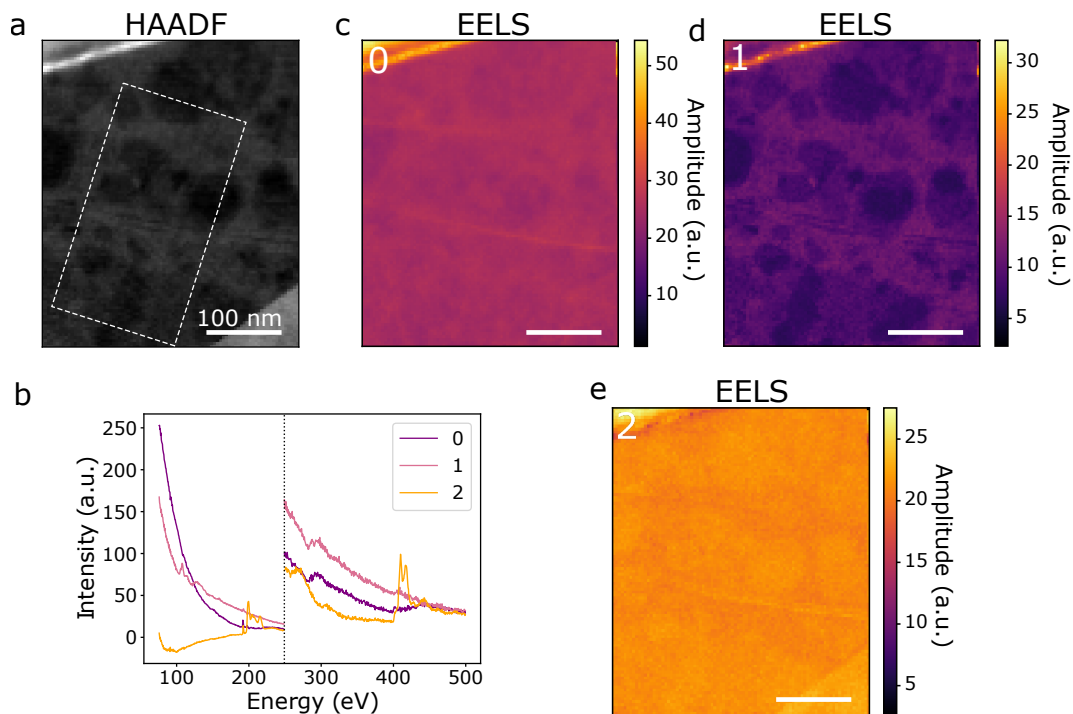 a
HAADF
100 nm
c
EELS
0
50
40
30
20
10
Amplitude (a.u.)
d
EELS
1
30
25
20
15
10
5
Amplitude (a.u.)
b
250
200
150
100
50
0
Intensity (a.u.)
0
1
2
100
200
300
400
500
Energy (eV)
e
EELS
2
25
20
15
10
5
Amplitude (a.u.)